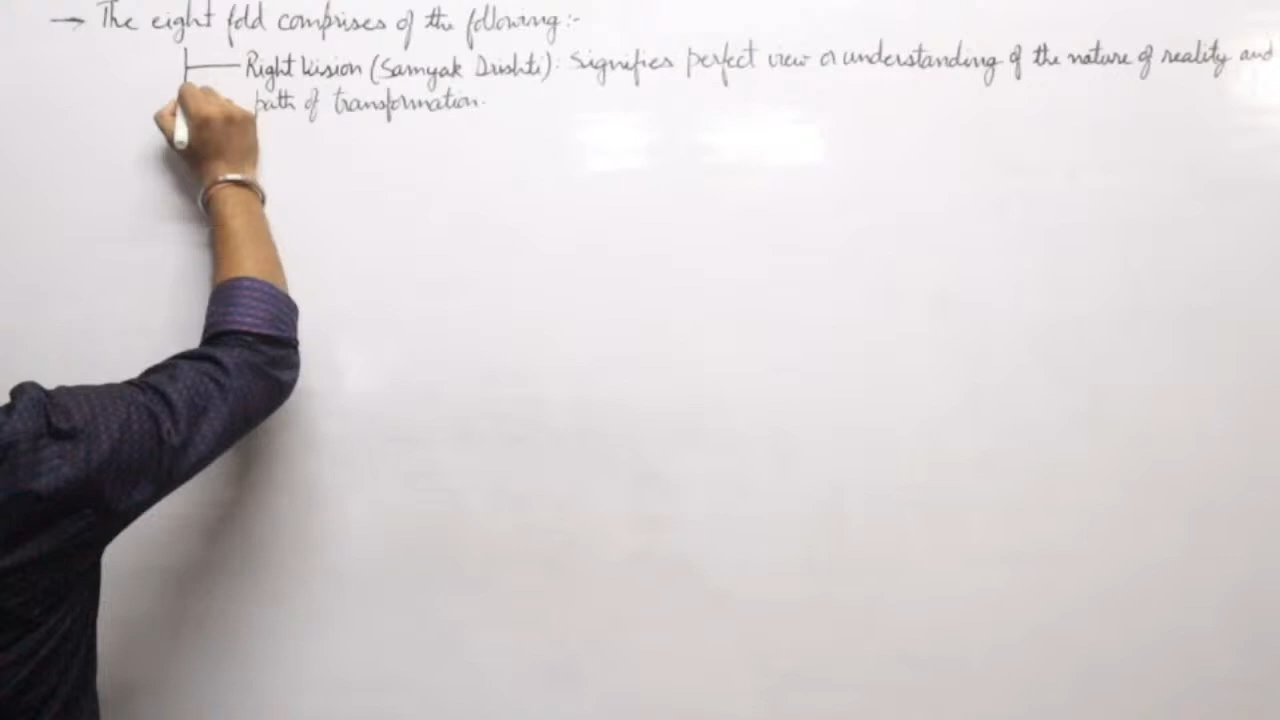 → The eight fold comprises of the following:-
Right Vision (Samyak Drishti): Signifies perfect view or understanding of the nature of reality and
path of transformation.